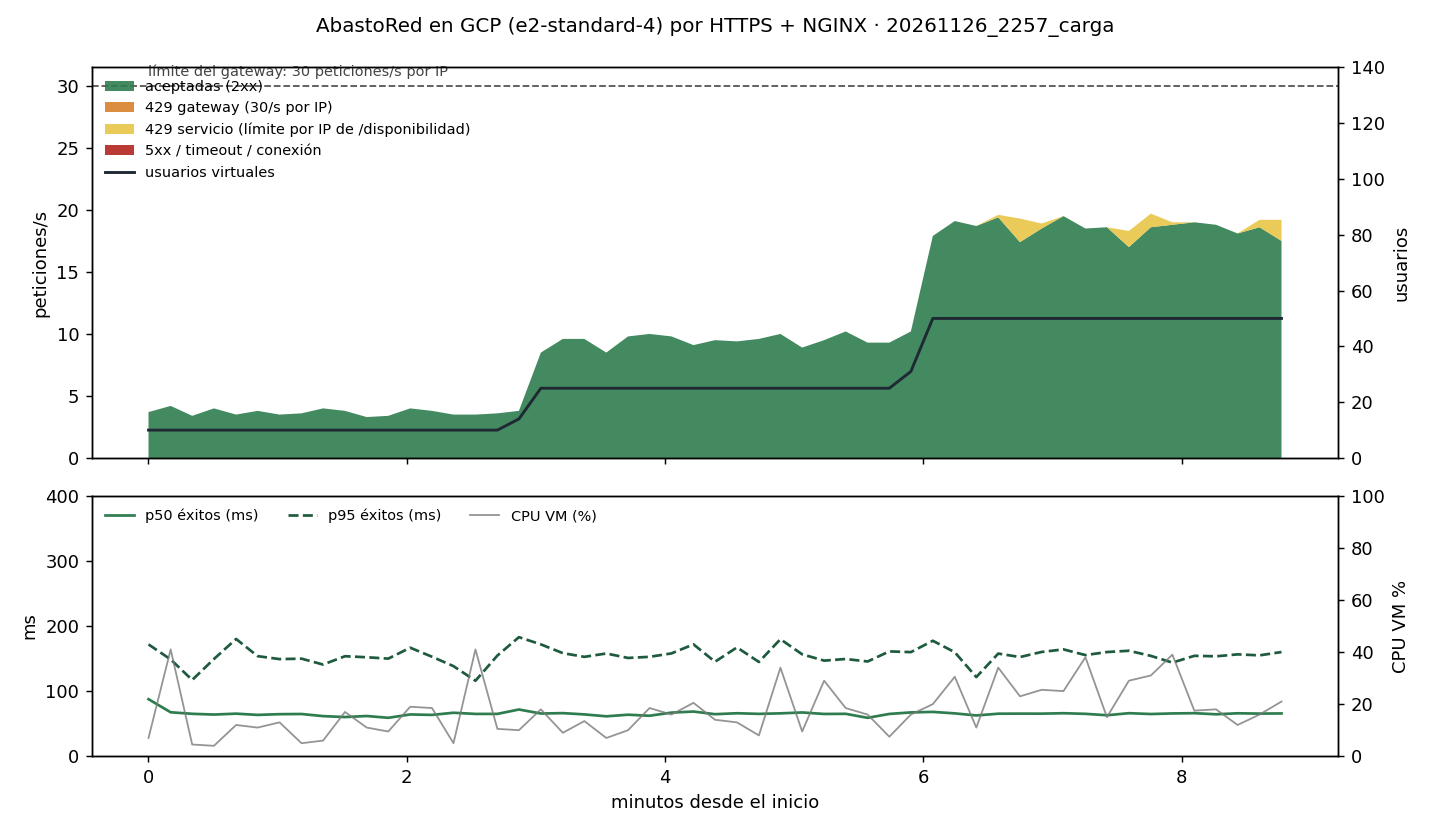 AbastoRed en GCP (e2-standard-4) por HTTPS + NGINX · 20261126_2257_carga
límite del gateway: 30 peticiones/s por IP
aceptadas (2xx)
429 gateway (30/s por IP)
429 servicio (límite por IP de /disponibilidad)
5xx / timeout / conexión
usuarios virtuales
30
25
20
15
10
5
0
peticiones/s
140
120
100
80
60
40
20
0
usuarios
p50 éxitos (ms)
p95 éxitos (ms)
CPU VM (%)
400
300
200
100
0
ms
100
80
60
40
20
0
CPU VM %
0 2 4 6 8
minutos desde el inicio